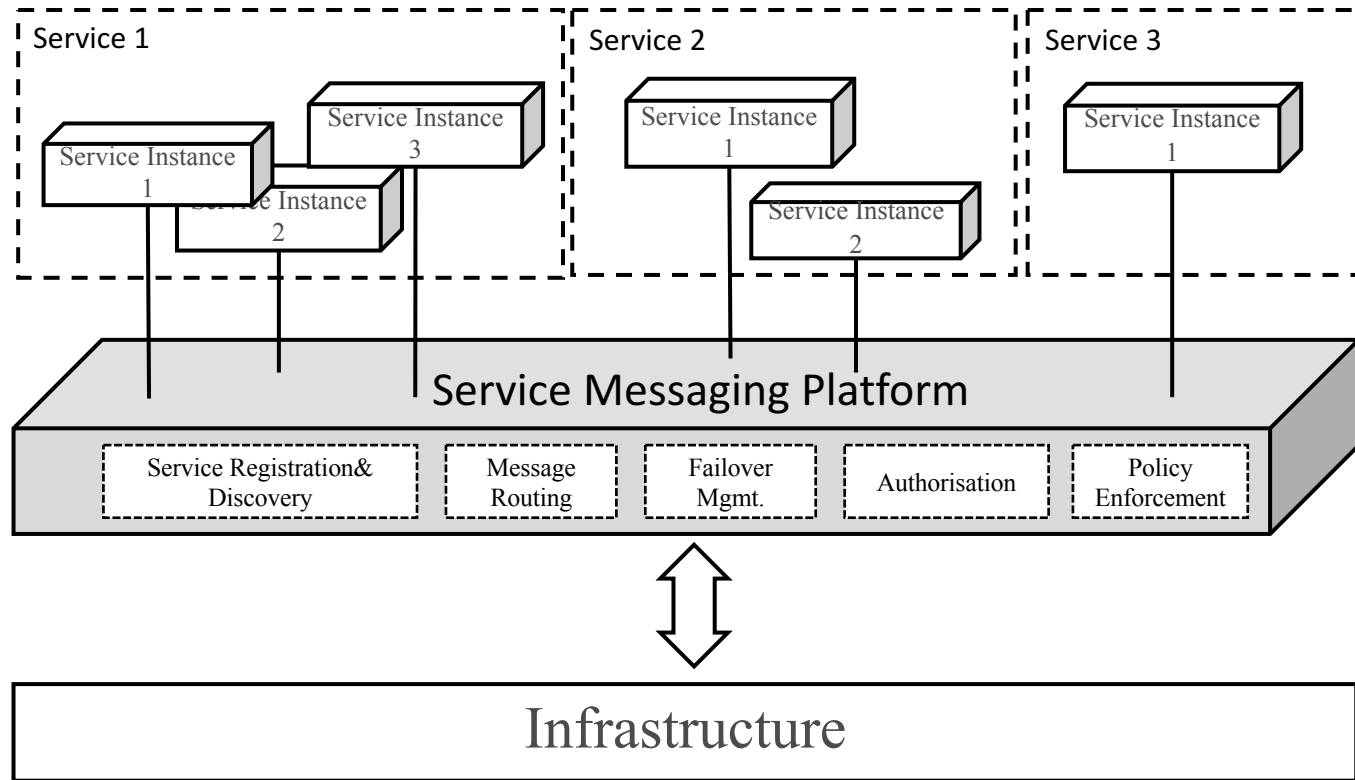 Service 1
Service Instance
1
Service Instance
2
Service Instance
3
Service 2
Service Instance
1
Service Instance
2
Service 3
Service Instance
1
Service Messaging Platform
Service Registration&
Discovery
Message
Routing
Failover
Mgmt.
Authorisation
Policy
Enforcement
Infrastructure